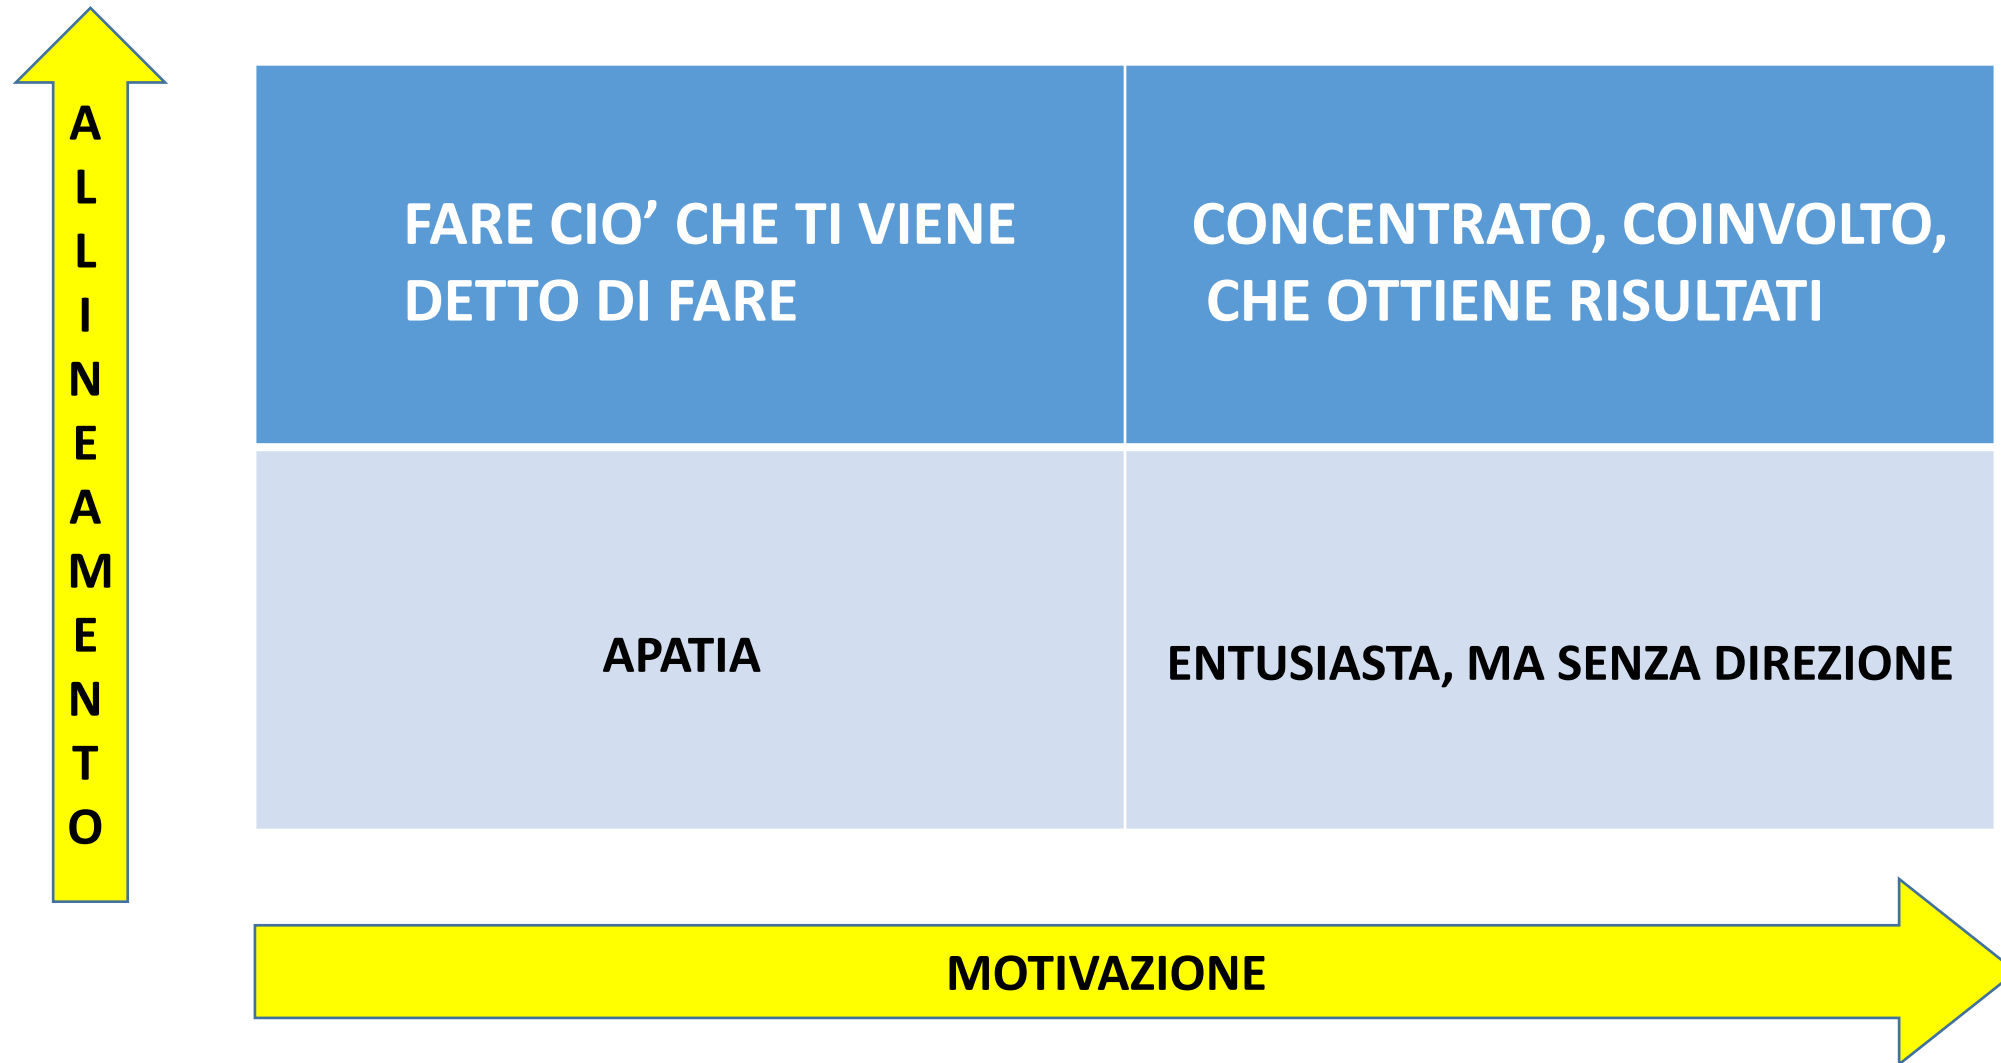 ALLINEAMENTO
FARE CIO’ CHE TI VIENE
DETTO DI FARE
CONCENTRATO, COINVOLTO,
CHE OTTIENE RISULTATI
APATIA
ENTUSIASTA, MA SENZA DIREZIONE
MOTIVAZIONE